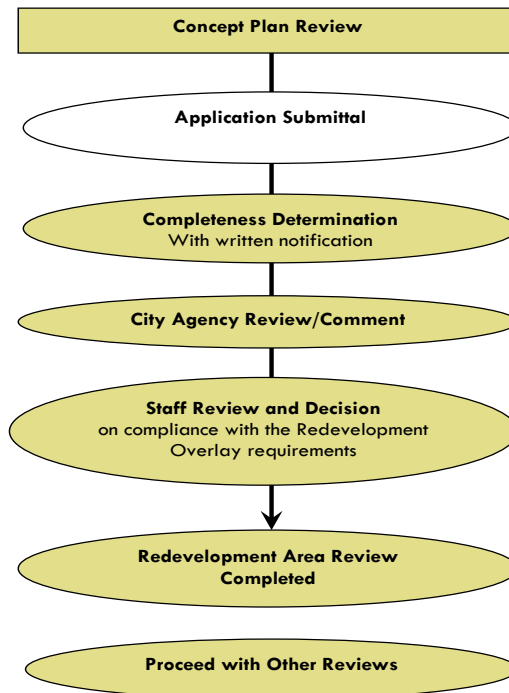 Concept Plan Review
Application Submittal
Completeness Determination
With written notification
City Agency Review/Comment
Staff Review and Decision
on compliance with the Redevelopment
Overlay requirements
Redevelopment Area Review
Completed
Proceed with Other Reviews